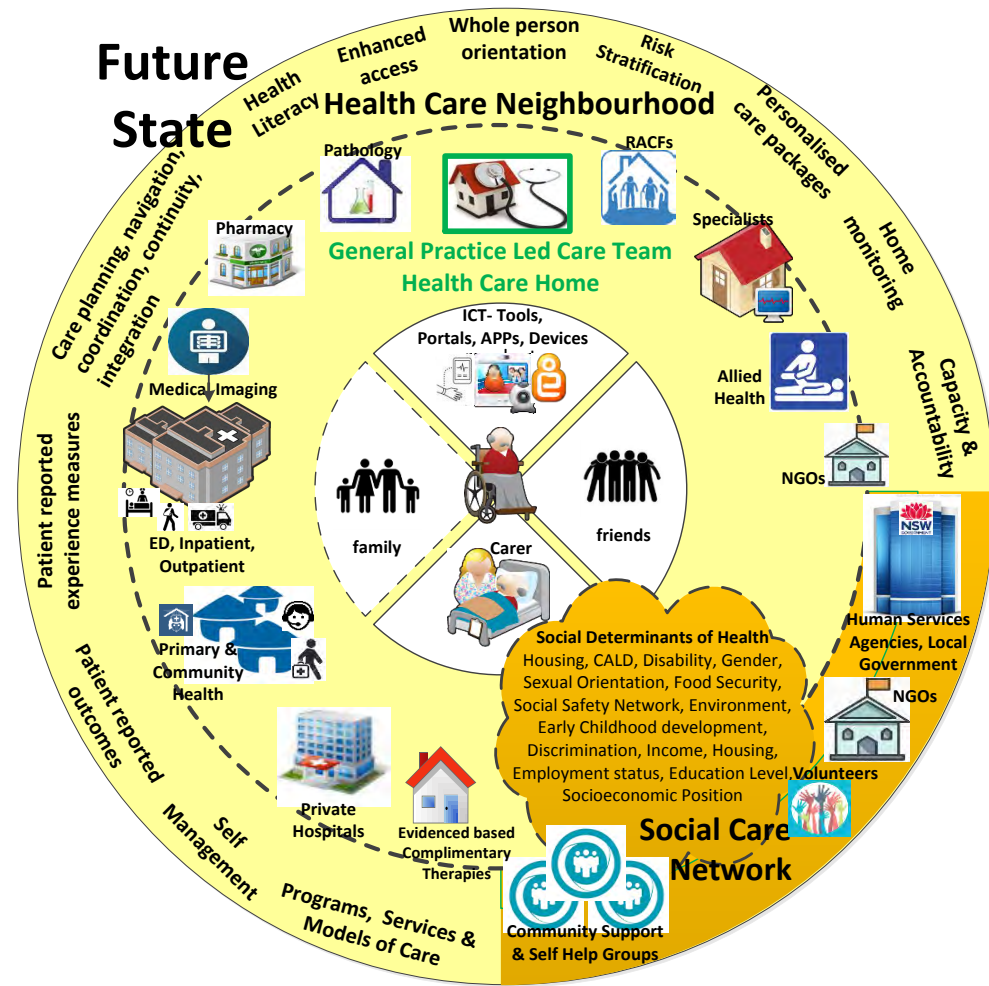 Future
State
Health
Literacy
Enhanced
access
Whole person
orientation
Risk
Stratification
Personalised
care packages
Home
monitoring
Capacity &
Accountability
Health Care Neighbourhood
Care planning, navigation,
coordination, continuity,
integration
Patient reported
experience measures
Patient reported
outcomes
Self
Management
Programs, Services &
Models of Care
Pathology
RACFs
Pharmacy
Specialists
General Practice Led Care Team
Health Care Home
Medical Imaging
Allied
Health
NGOs
ED, Inpatient,
Outpatient
Primary &
Community
Health
Private
Hospitals
Evidenced based
Complimentary
Therapies
ICT- Tools,
Portals, APPs, Devices
family
friends
Carer
NSW
GOVERNMENT
Human Services
Agencies, Local
Government
NGOs
Volunteers
Social Determinants of Health
Housing, CALD, Disability, Gender,
Sexual Orientation, Food Security,
Social Safety Network, Environment,
Early Childhood development,
Discrimination, Income, Housing,
Employment status, Education Level,
Socioeconomic Position
Social Care
Network
Community Support
& Self Help Groups